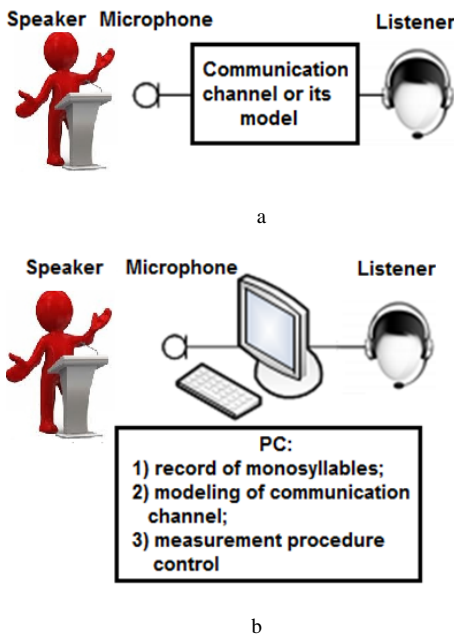 Speaker Microphone Listener
Communication
channel or its
model
a
Speaker Microphone Listener
PC:
1) record of monosyllables;
2) modeling of communication
channel;
3) measurement procedure
control
b